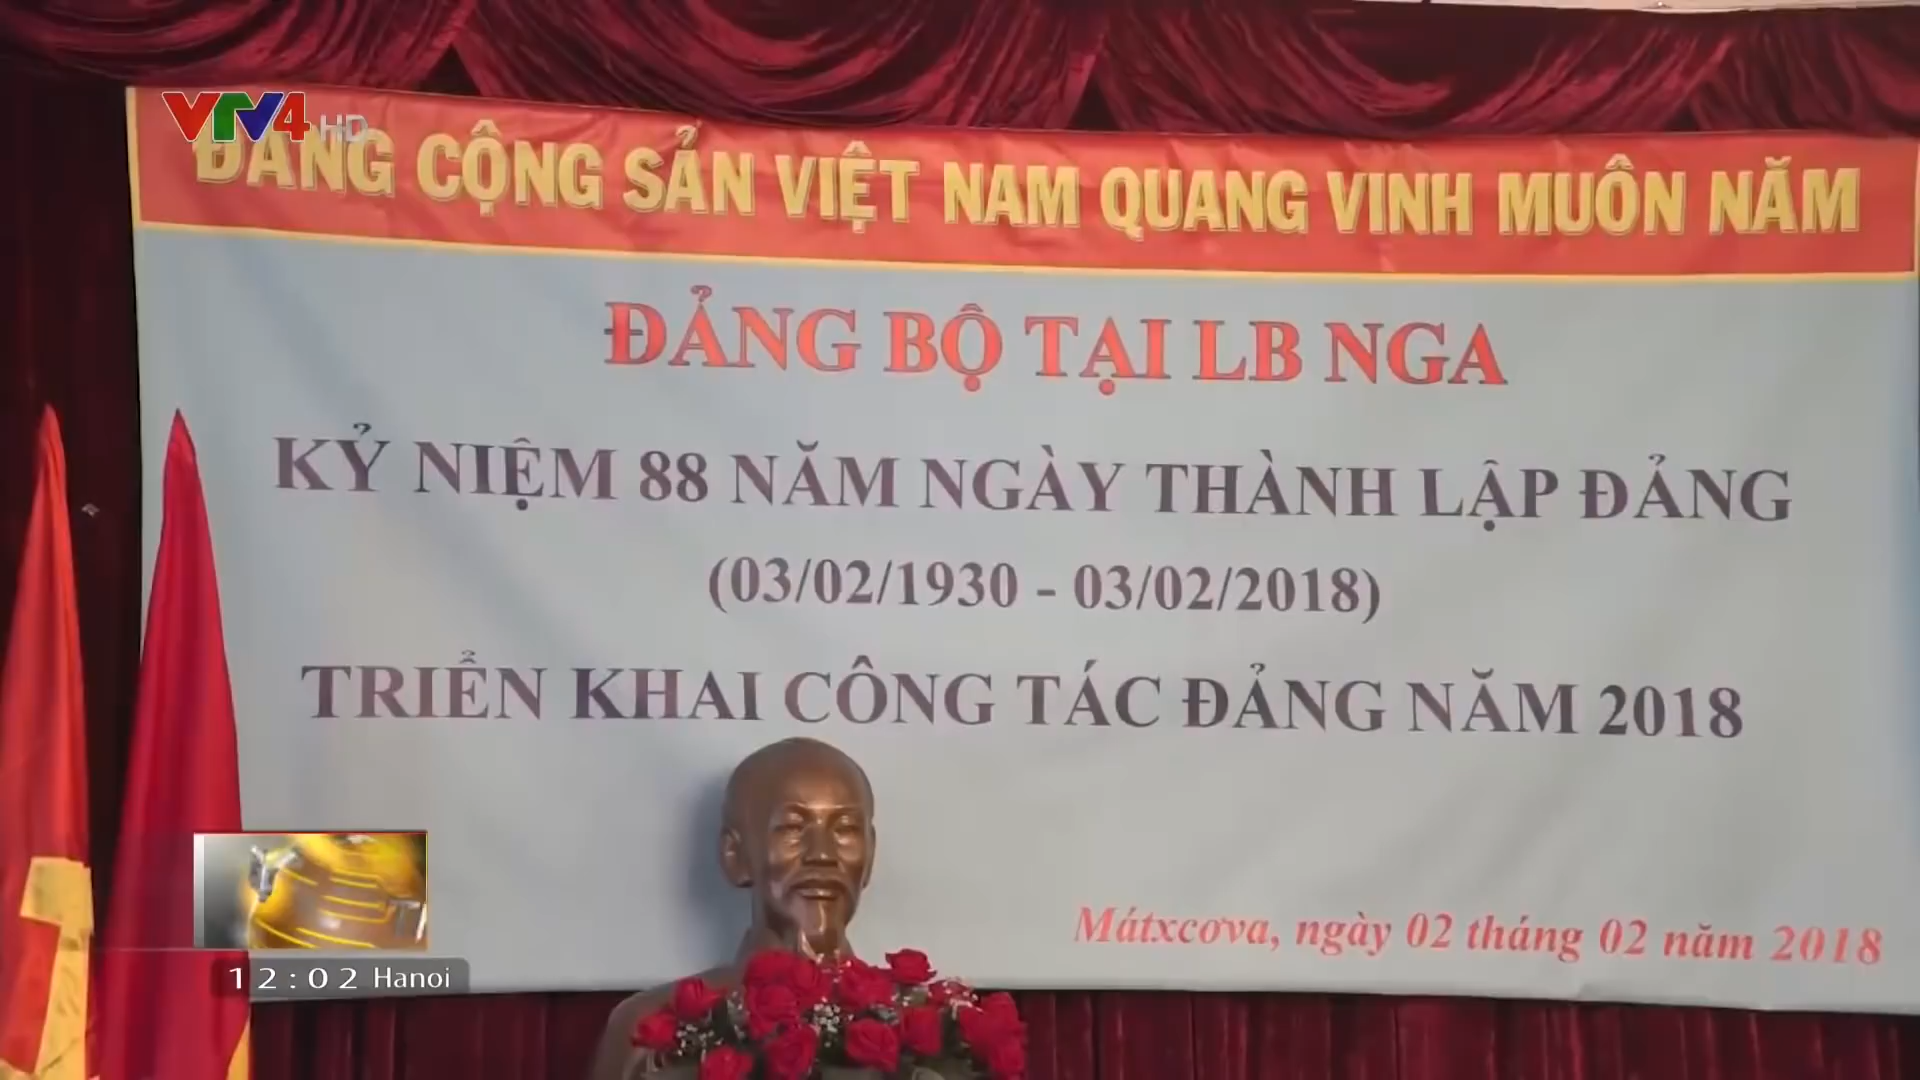 VTV4 HD
ĐẢNG CỘNG SẢN VIỆT NAM QUANG VINH MUÔN NĂM
ĐẢNG BỘ TẠI LB NGA
KỶ NIỆM 88 NĂM NGÀY THÀNH LẬP ĐẢNG
(03/02/1930 - 03/02/2018)
TRIỂN KHAI CÔNG TÁC ĐẢNG NĂM 2018
Mátxcơva, ngày 02 tháng 02 năm 2018
12:02 Hanoi